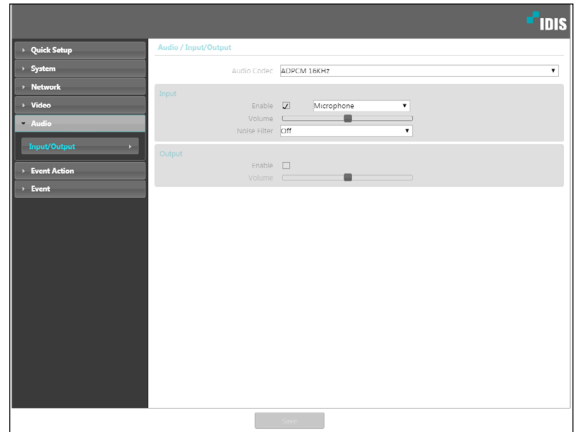 IDIS
Quick Setup
System
Network
Video
Audio
Input/Output
Event Action
Event
Audio / Input/Output
Audio Codec ADPCM 16KHz
Input
Enable Microphone
Volume
Noise Filter Off
Output
Enable
Volume
Save